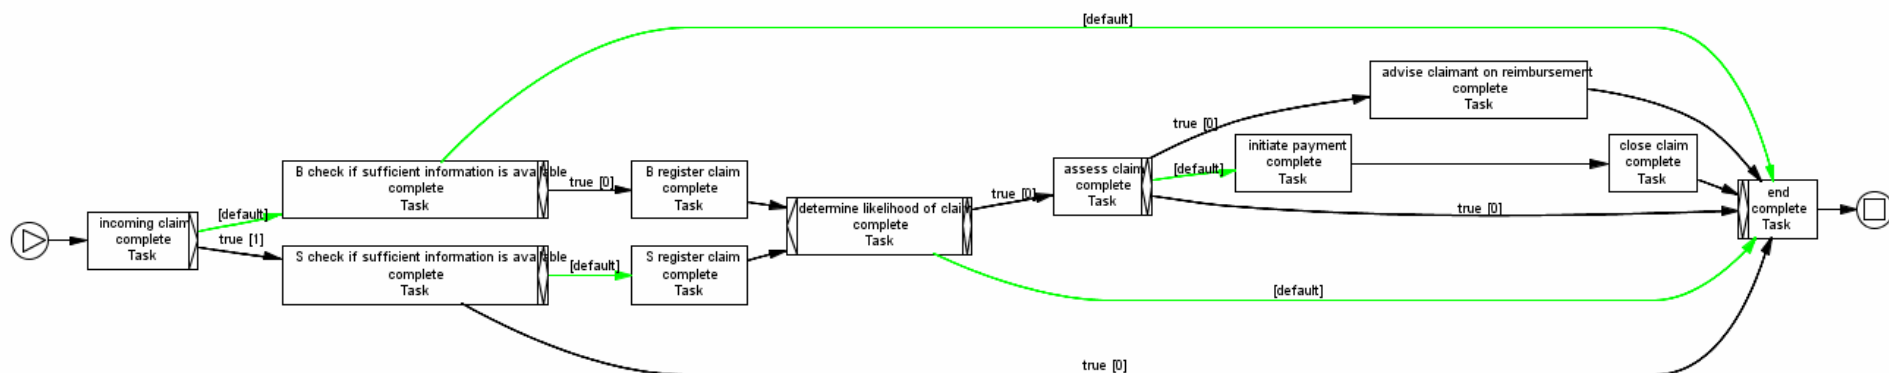 [default]
advise claimant on reimbursement
complete
Task
true [0]
initiate payment
complete
Task
close claim
complete
Task
assess claim
complete
Task
[default]
B check if sufficient information is available
complete
Task
true [0]
B register claim
complete
Task
true [0]
determine likelihood of claim
complete
Task
end
complete
Task
true [0]
incoming claim
complete
Task
[default]
true [1]
S check if sufficient information is available
complete
Task
[default]
S register claim
complete
Task
[default]
true [0]